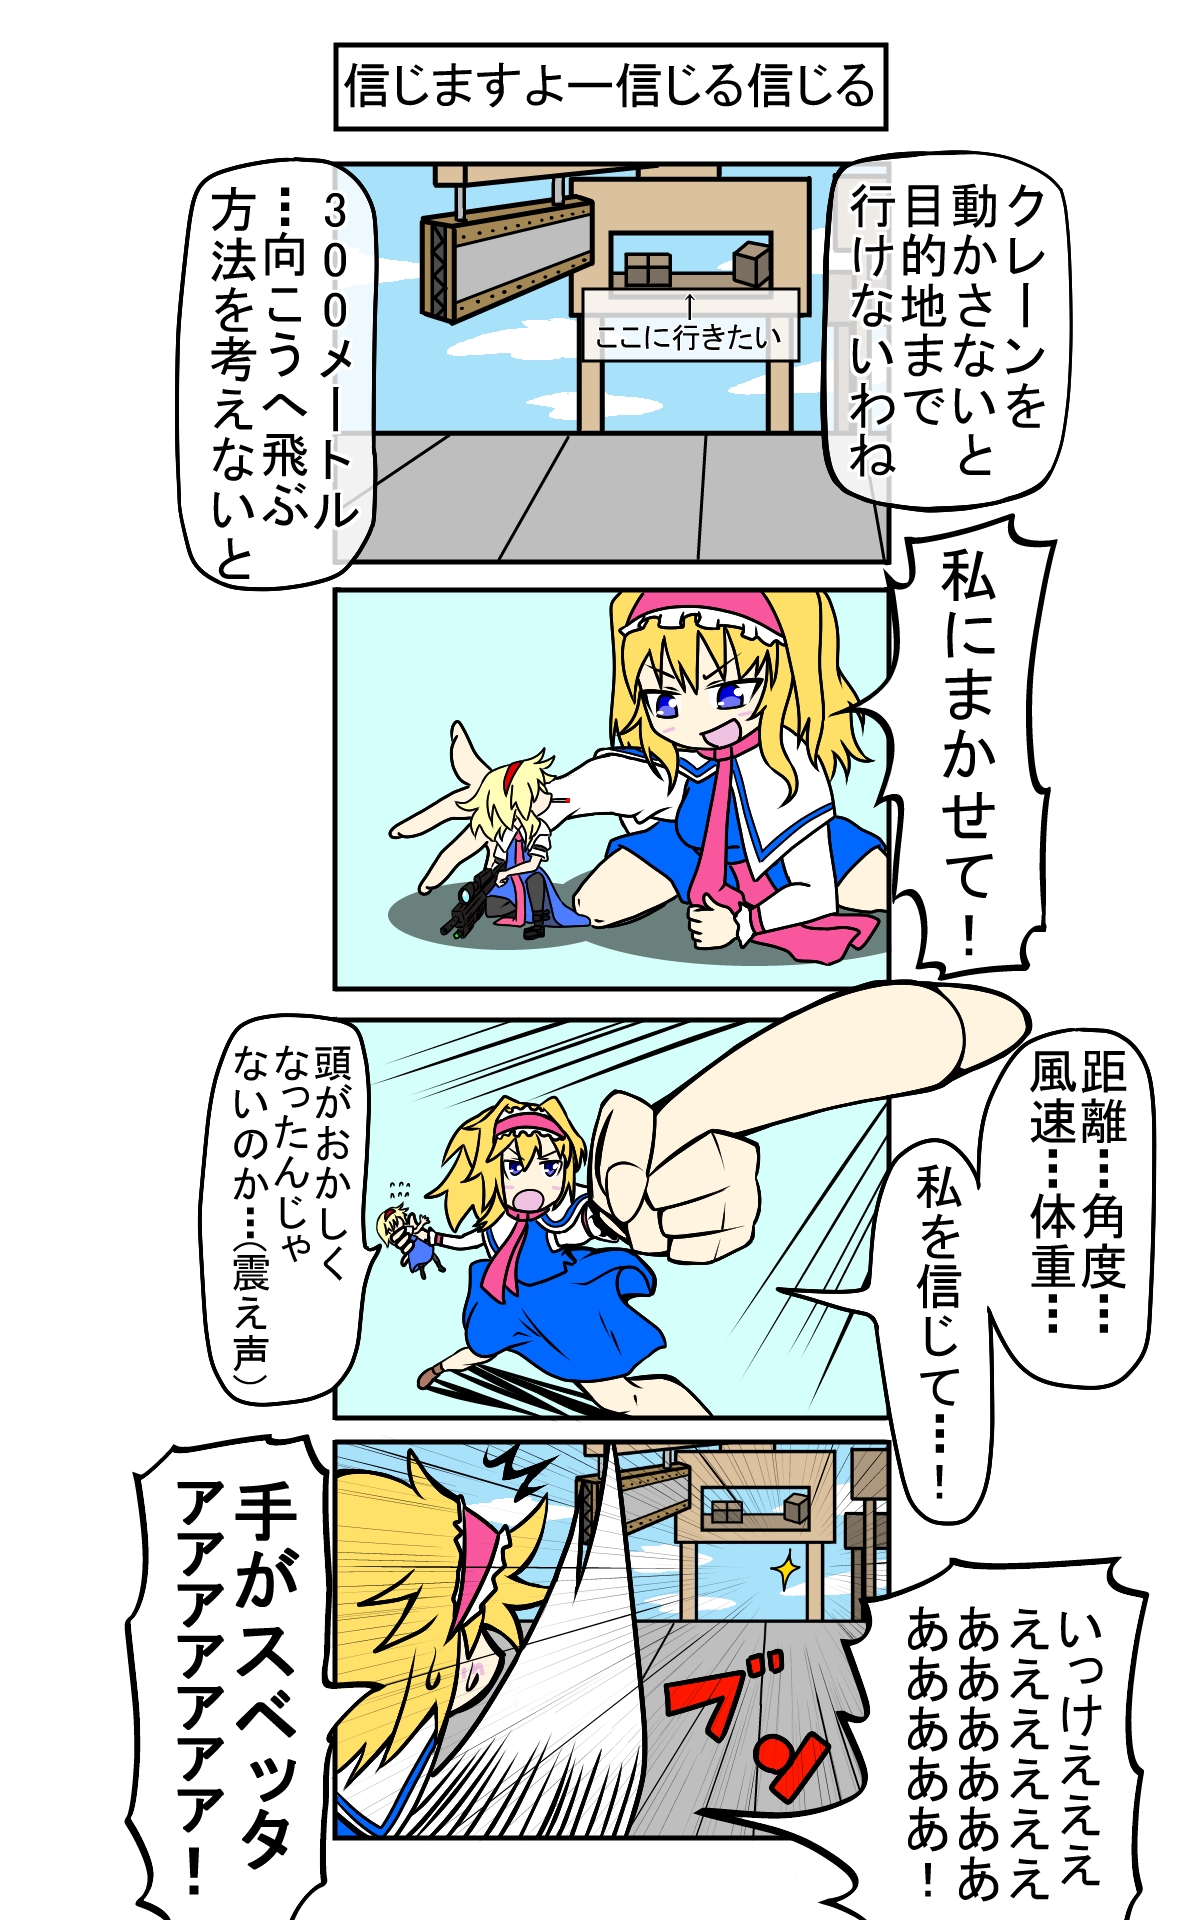 信じますよー信じる信じる
クレーンを
動かさないと
目的地まで
行けないわね
↑
ここに行きたい
300メートル
…向こうへ飛ぶ
方法を考えないと
私にまかせて！
距離…角度…
風速…体重…
私を信じて……！
頭がおかしく
なったんじゃ
ないのか…（震え声）
いっけえええ
ええええええ
ああああああ
ああああああ！
ブン
手がスベッタ
アアアアアアア！